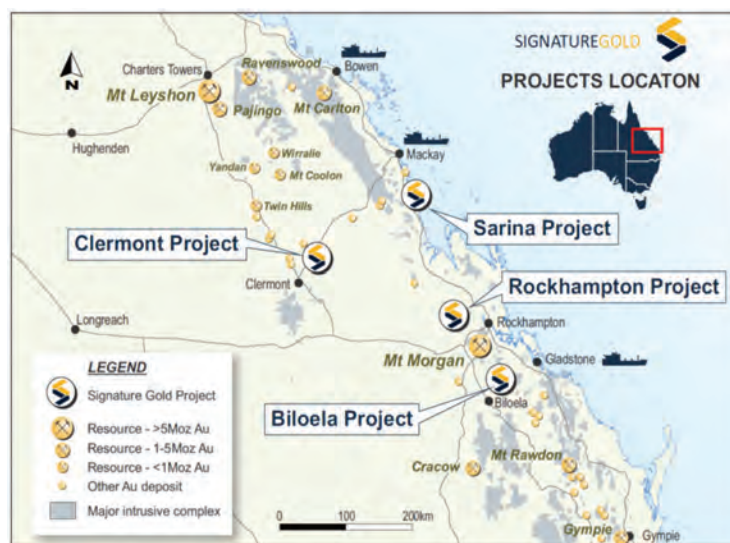 SIGNATUREGOLD
PROJECTS LOCATON
N
Charters Towers
Ravenswood
Bowen
Mt Leyshon
Pajingo
Mt Carlton
Hughenden
Mackay
Wirralie
Yandan
Mt Coolon
Twin Hills
Sarina Project
Clermont Project
Clermont
Rockhampton Project
Longreach
Rockhampton
Mt Morgan
Gladstone
Biloela Project
Biloela
Cracow
Mt Rawdon
Gympie
Gympie
LEGEND
Signature Gold Project
Resource - >5Moz Au
Resource - 1-5Moz Au
Resource - <1Moz Au
Other Au deposit
Major intrusive complex
0 100 200km